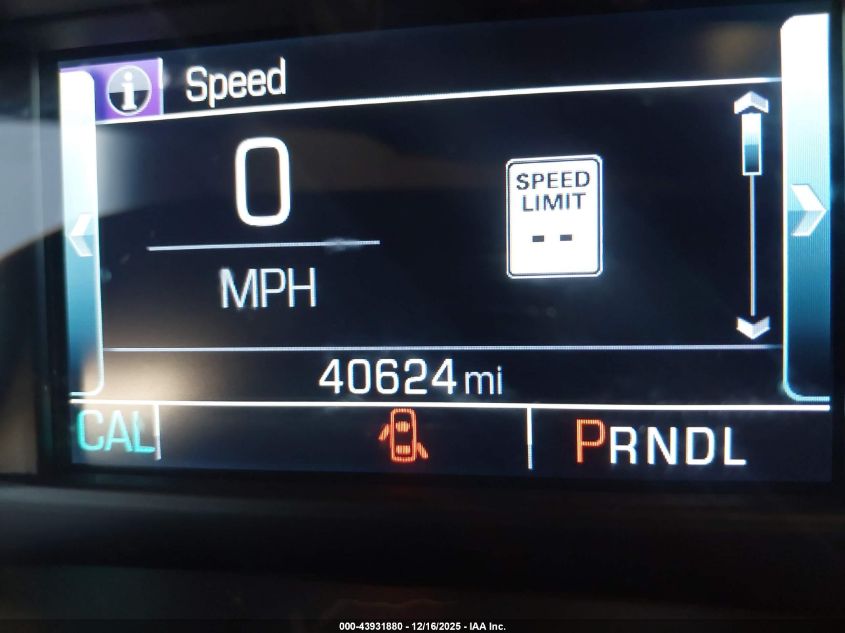 i Speed
0
MPH
SPEED
LIMIT
--
40624 mi
CAL
PRNDL
000-43931880 - 12/16/2025 - IAA Inc.